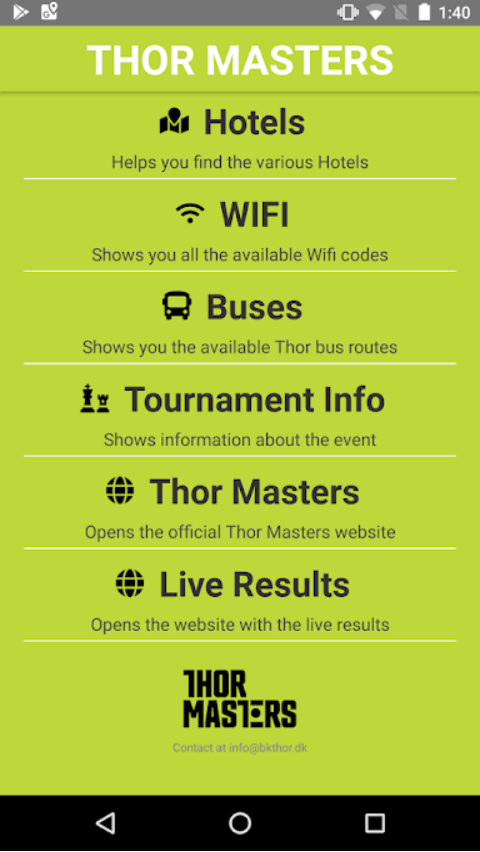 1:40
THOR MASTERS
Hotels
Helps you find the various Hotels
WIFI
Shows you all the available Wifi codes
Buses
Shows you the available Thor bus routes
Tournament Info
Shows information about the event
Thor Masters
Opens the official Thor Masters website
Live Results
Opens the website with the live results
THOR
MASTERS
Contact at info@bkthor.dk